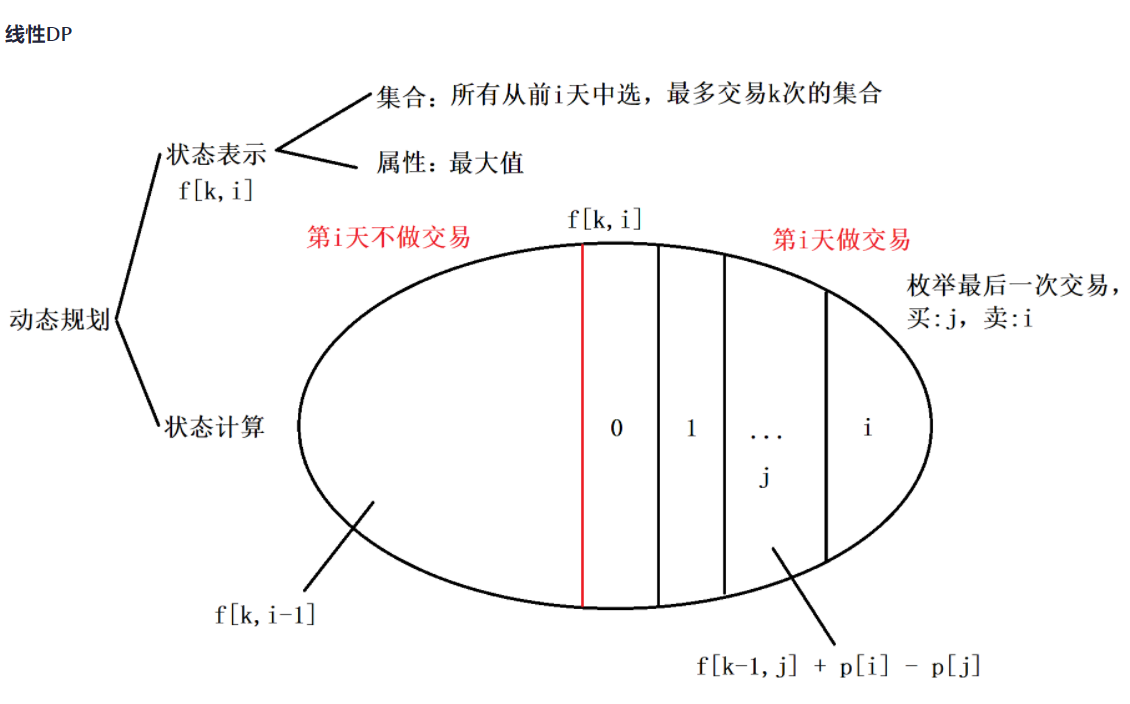 线性DP
集合：所有从前i天中选，最多交易k次的集合
状态表示
f[k,i]
属性：最大值
f[k,i]
第i天不做交易
第i天做交易
枚举最后一次交易，
买:j，卖:i
动态规划
状态计算
0
1
...
j
i
f[k,i-1]
f[k-1,j] + p[i] - p[j]